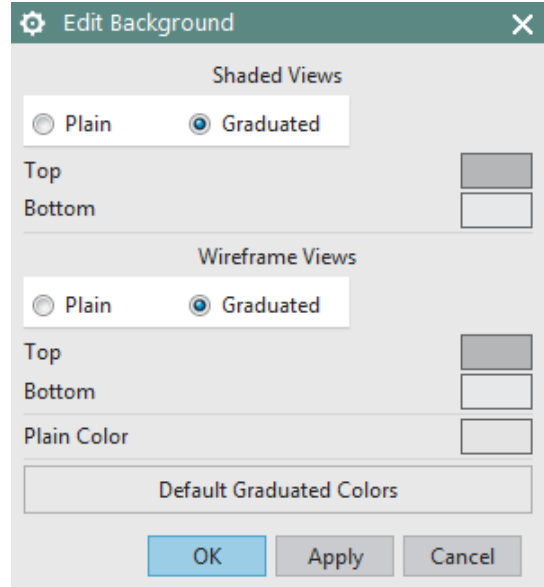 Edit Background
Shaded Views
Plain Graduated
Top
Bottom
Wireframe Views
Plain Graduated
Top
Bottom
Plain Color
Default Graduated Colors
OK Apply Cancel